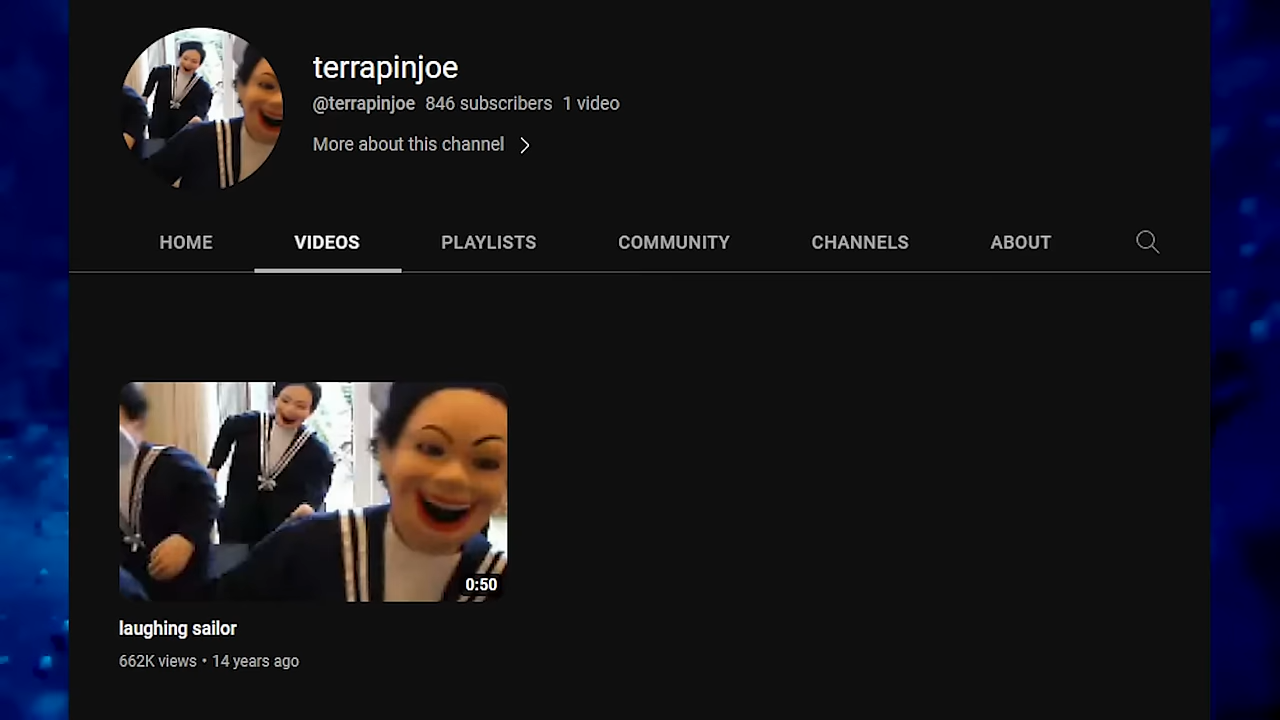 terrapinjoe
@terrapinjoe 846 subscribers 1 video
More about this channel
HOME VIDEOS PLAYLISTS COMMUNITY CHANNELS ABOUT
0:50
laughing sailor
662K views • 14 years ago